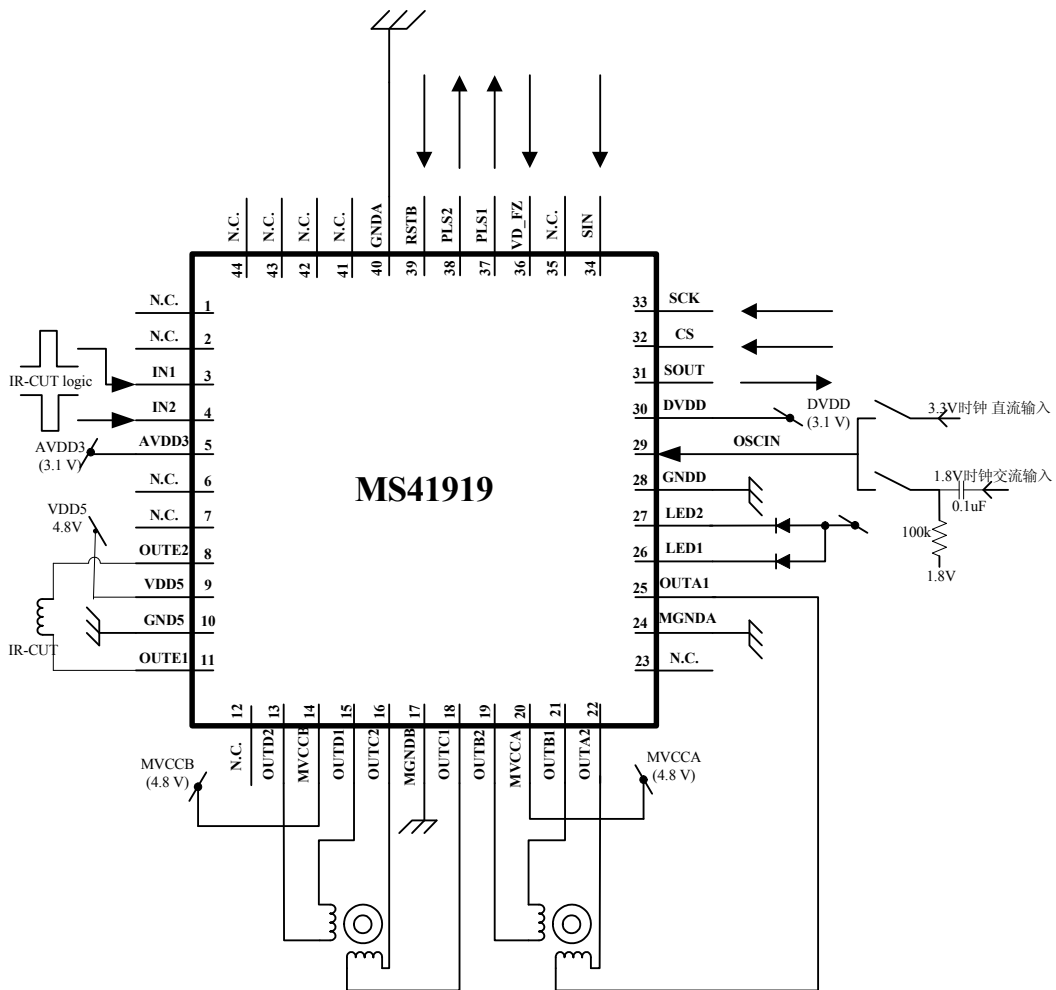 N.C.
N.C.
N.C.
N.C.
GNDA
RSTB
PLS2
PLS1
VD_FZ
N.C.
SIN
44
43
42
41
40
39
38
37
36
35
34
N.C.
1
N.C.
2
IR-CUT logic
IN1
3
IN2
4
AVDD3
(3.1 V)
AVDD3
5
N.C.
6
VDD5
4.8V
N.C.
7
OUTE2
8
VDD5
9
GND5
10
IR-CUT
OUTE1
11
MS41919
33
SCK
32
CS
31
SOUT
30
DVDD
DVDD
(3.1 V)
3.3V时钟 直流输入
29
OSCIN
28
GNDD
1.8V时钟交流输入
0.1uF
27
LED2
100k
26
LED1
1.8V
25
OUTA1
24
MGNDA
23
N.C.
12
13
14
15
16
17
18
19
20
21
22
N.C.
OUTD2
MVCCB
OUTD1
OUTC2
MGNDB
OUTC1
OUTB2
MVCCA
OUTB1
OUTA2
MVCCB
(4.8 V)
MVCCA
(4.8 V)